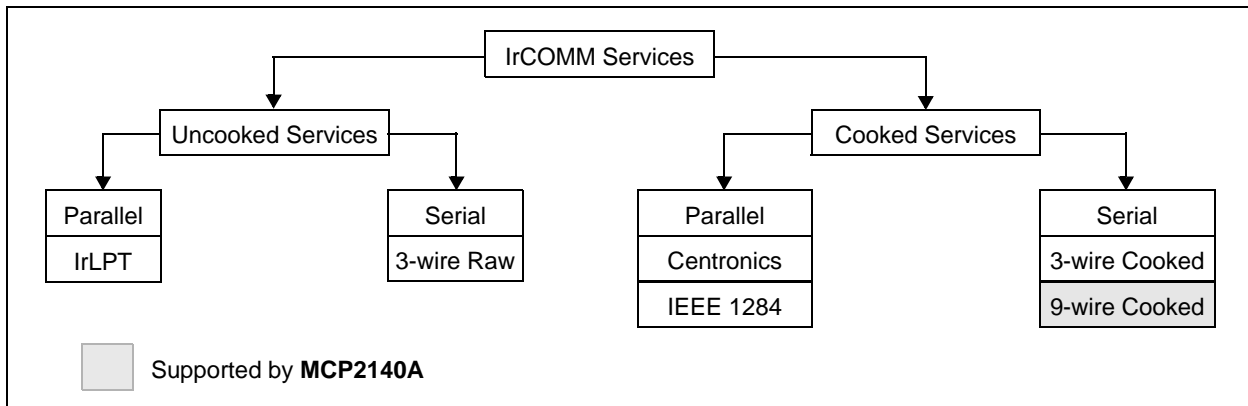 IrCOMM Services
Uncooked Services
Cooked Services
Parallel
IrLPT
Serial
3-wire Raw
Parallel
Centronics
IEEE 1284
Serial
3-wire Cooked
9-wire Cooked
Supported by MCP2140A